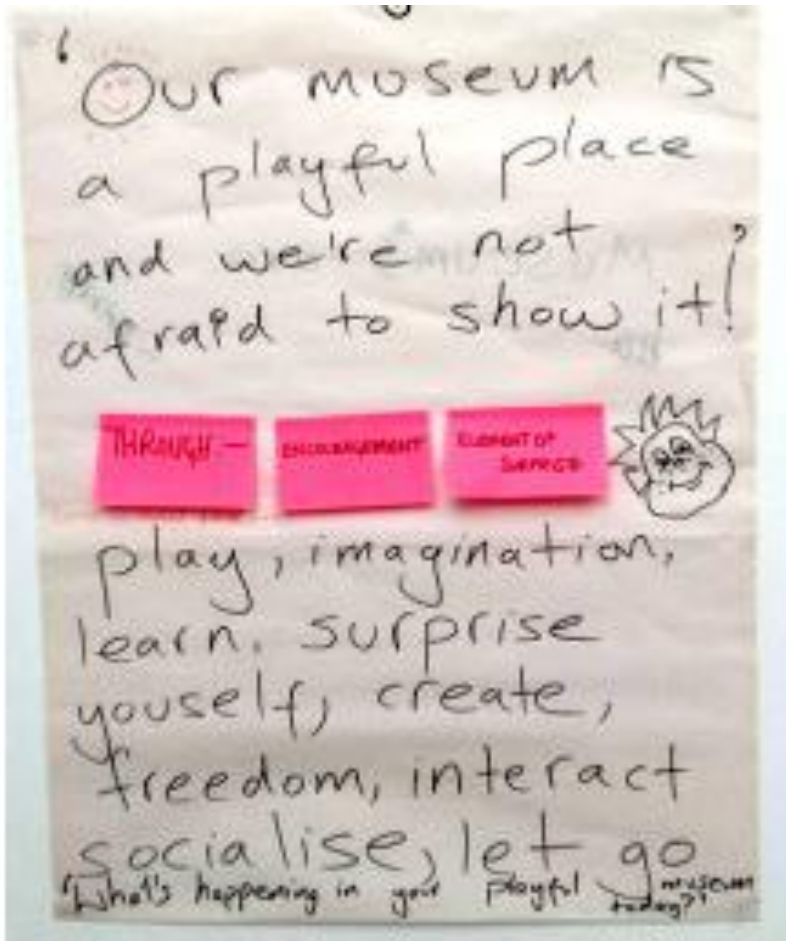 'Our museum is
a playful place
and we're not
afraid to show it!'
THROUGH —
ENCOURAGEMENT
ELEMENT OF
SURPRISE
play, imagination,
learn. surprise
youself, create,
freedom, interact
socialise, let go
'What's happening in your playful museum
today?'